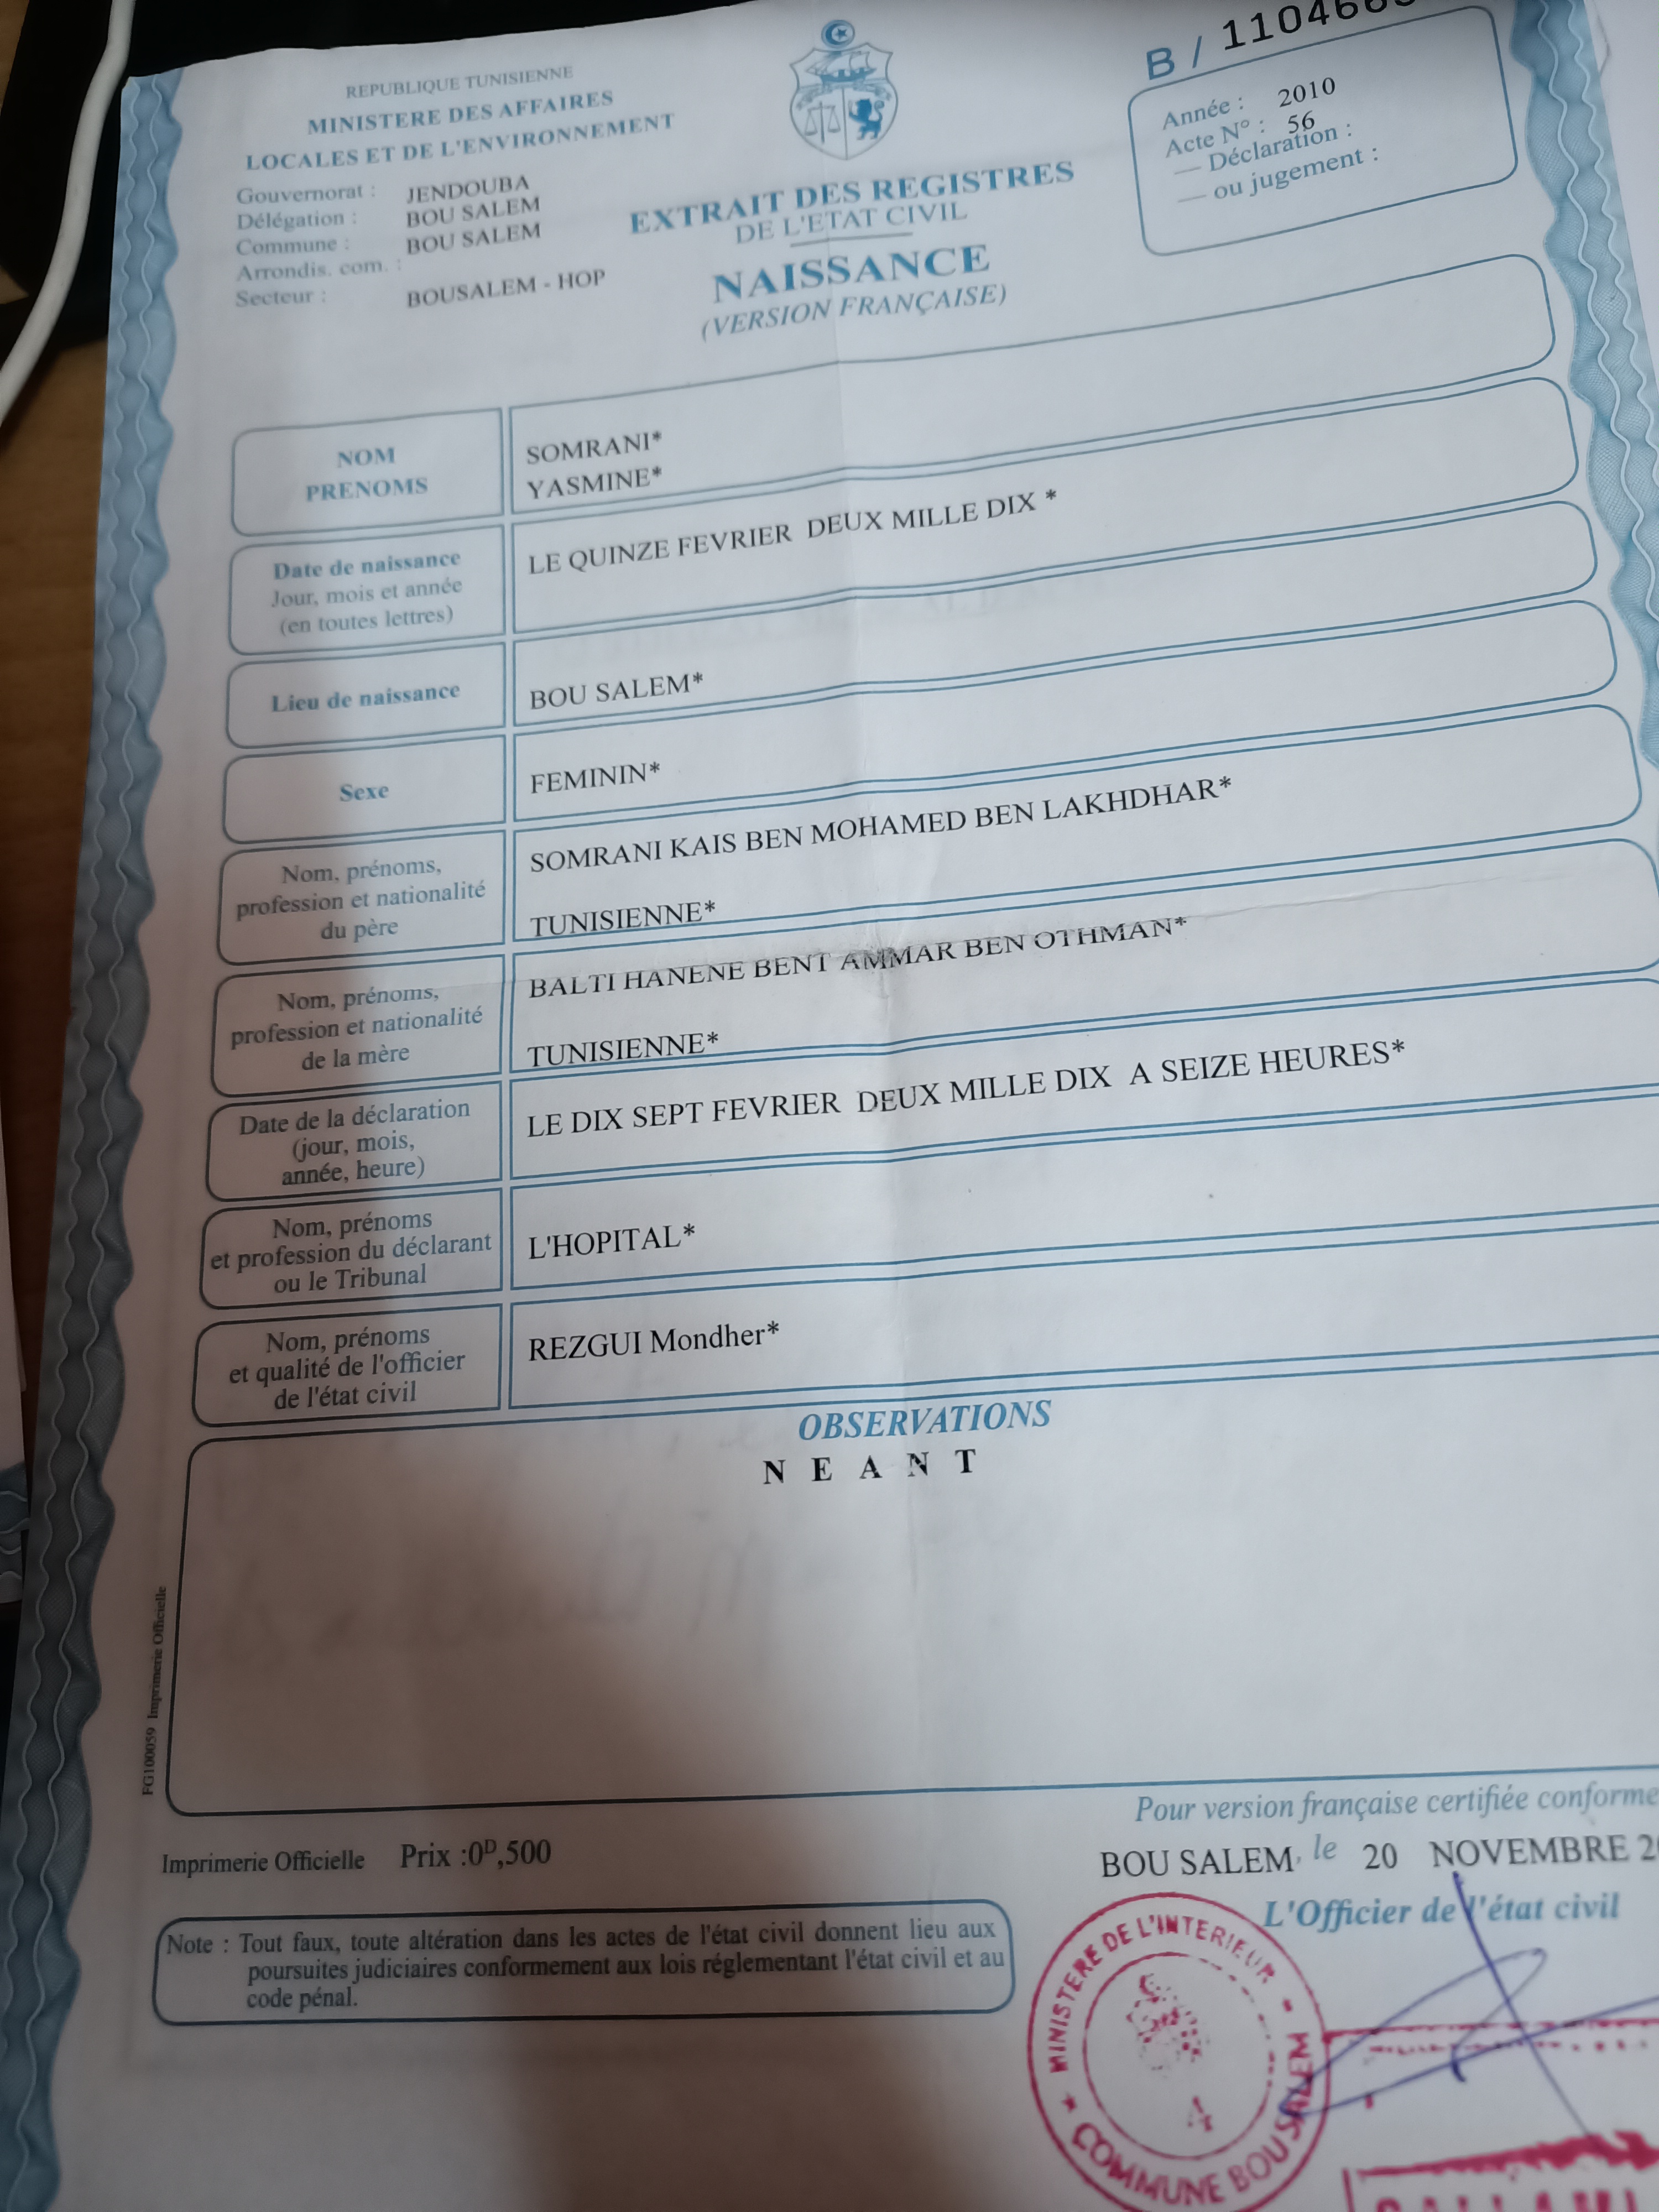 REPUBLIQUE TUNISIENNE
MINISTERE DES AFFAIRES
LOCALES ET DE L'ENVIRONNEMENT
Gouvernorat : JENDOUBA
Délégation : BOU SALEM
Commune : BOU SALEM
Arrondis. com. :
Secteur : BOUSALEM - HOP
EXTRAIT DES REGISTRES
DE L'ETAT CIVIL
NAISSANCE
(VERSION FRANÇAISE)
B /
Année : 2010
Acte N° : 56
— Déclaration :
— ou jugement :
NOM
PRENOMS
SOMRANI*
YASMINE*
Date de naissance
Jour, mois et année
(en toutes lettres)
LE QUINZE FEVRIER DEUX MILLE DIX *
Lieu de naissance
BOU SALEM*
Sexe
FEMININ*
Nom, prénoms,
profession et nationalité
du père
SOMRANI KAIS BEN MOHAMED BEN LAKHDHAR*
TUNISIENNE*
Nom, prénoms,
profession et nationalité
de la mère
BALTI HANENE BENT AMMAR BEN OTHMAN*
TUNISIENNE*
Date de la déclaration
(jour, mois,
année, heure)
LE DIX SEPT FEVRIER DEUX MILLE DIX A SEIZE HEURES*
Nom, prénoms
et profession du déclarant
ou le Tribunal
L'HOPITAL*
Nom, prénoms
et qualité de l'officier
de l'état civil
REZGUI Mondher*
OBSERVATIONS
N E A N T
FG100059 Imprimerie Officielle
Pour version française certifiée conforme
Imprimerie Officielle Prix :0D,500
BOU SALEM, le 20 NOVEMBRE
L'Officier de l'état civil
Note : Tout faux, toute altération dans les actes de l'état civil donnent lieu aux
poursuites judiciaires conformement aux lois réglementant l'état civil et au
code pénal.
MINISTERE DE L'INTERIEUR
COMMUNE BOU SALEM
4